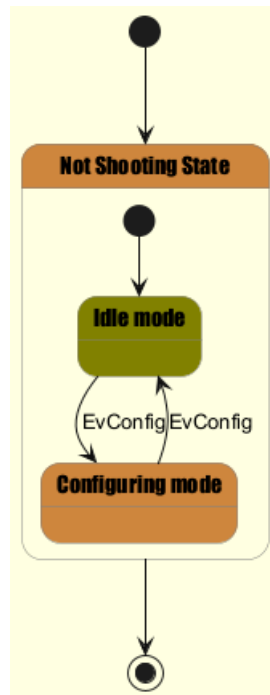 Not Shooting State
Idle mode
EvConfig EvConfig
Configuring mode